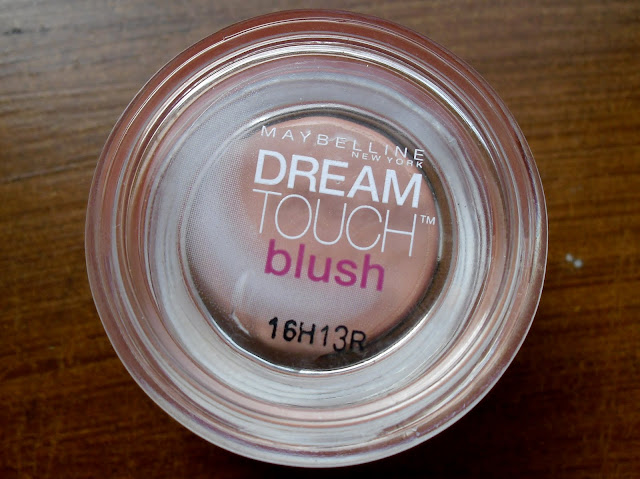 MAYBELLINE
NEW YORK
DREAM
TOUCH™
blush
16H13R